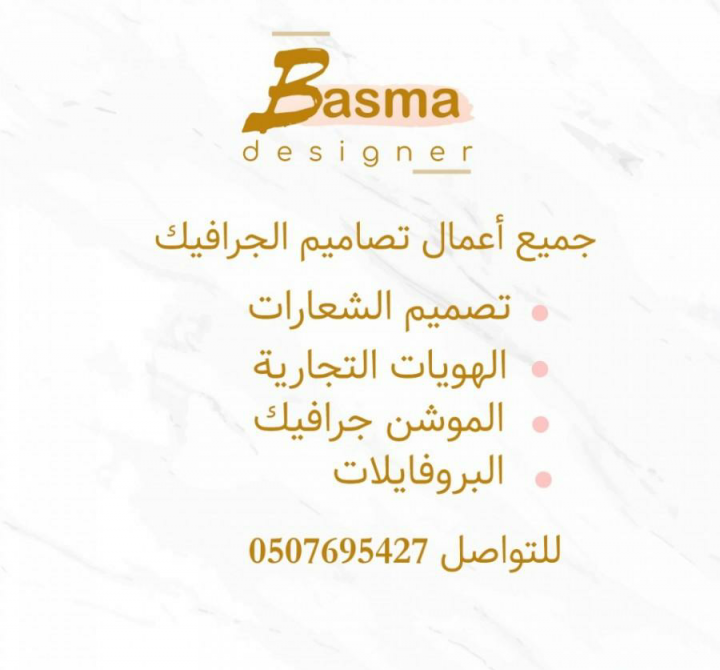 Basma
designer
جميع أعمال تصاميم الجرافيك
تصميم الشعارات
الهويات التجارية
الموشن جرافيك
البروفايلات
للتواصل 0507695427